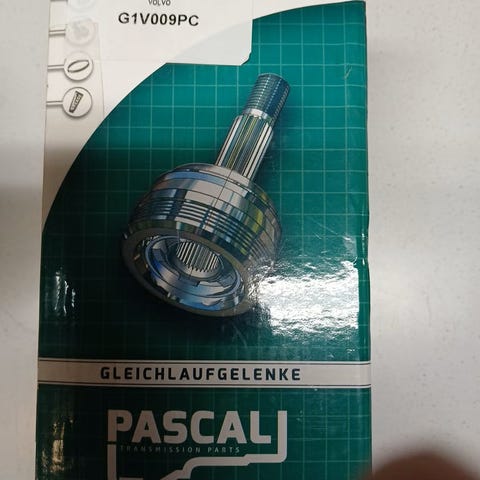 VOLVO
G1V009PC
GLEICHLAUFGELENKE
PASCAL
TRANSMISSION PARTS